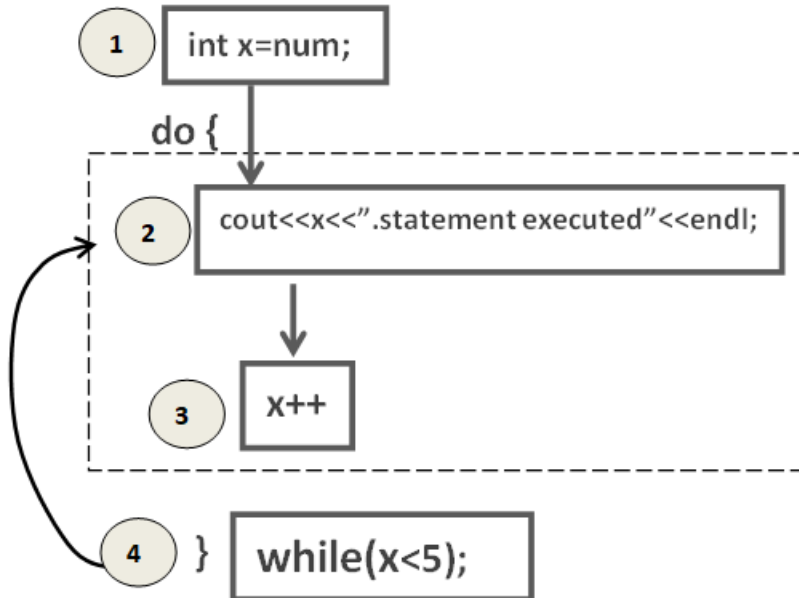 1 int x=num;
do {
2 cout<<x<<”.statement executed”<<endl;
3 x++
4 } while(x<5);